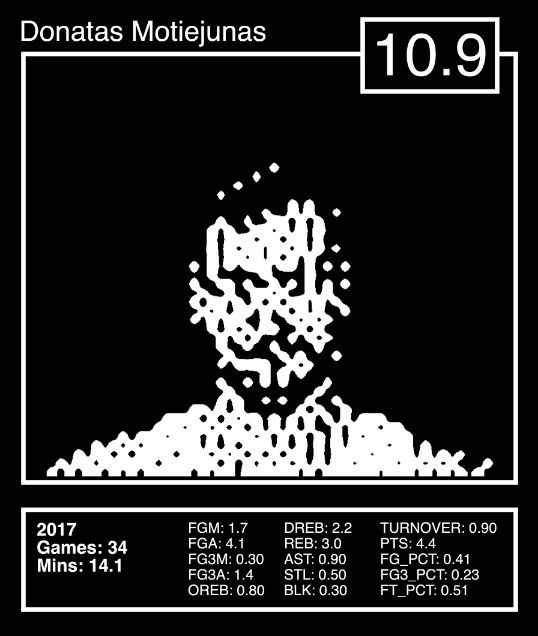 Donatas Motiejunas
10.9
2017
Games: 34
Mins: 14.1
FGM: 1.7
FGA: 4.1
FG3M: 0.30
FG3A: 1.4
OREB: 0.80
DREB: 2.2
REB: 3.0
AST: 0.90
STL: 0.50
BLK: 0.30
TURNOVER: 0.90
PTS: 4.4
FG_PCT: 0.41
FG3_PCT: 0.23
FT_PCT: 0.51